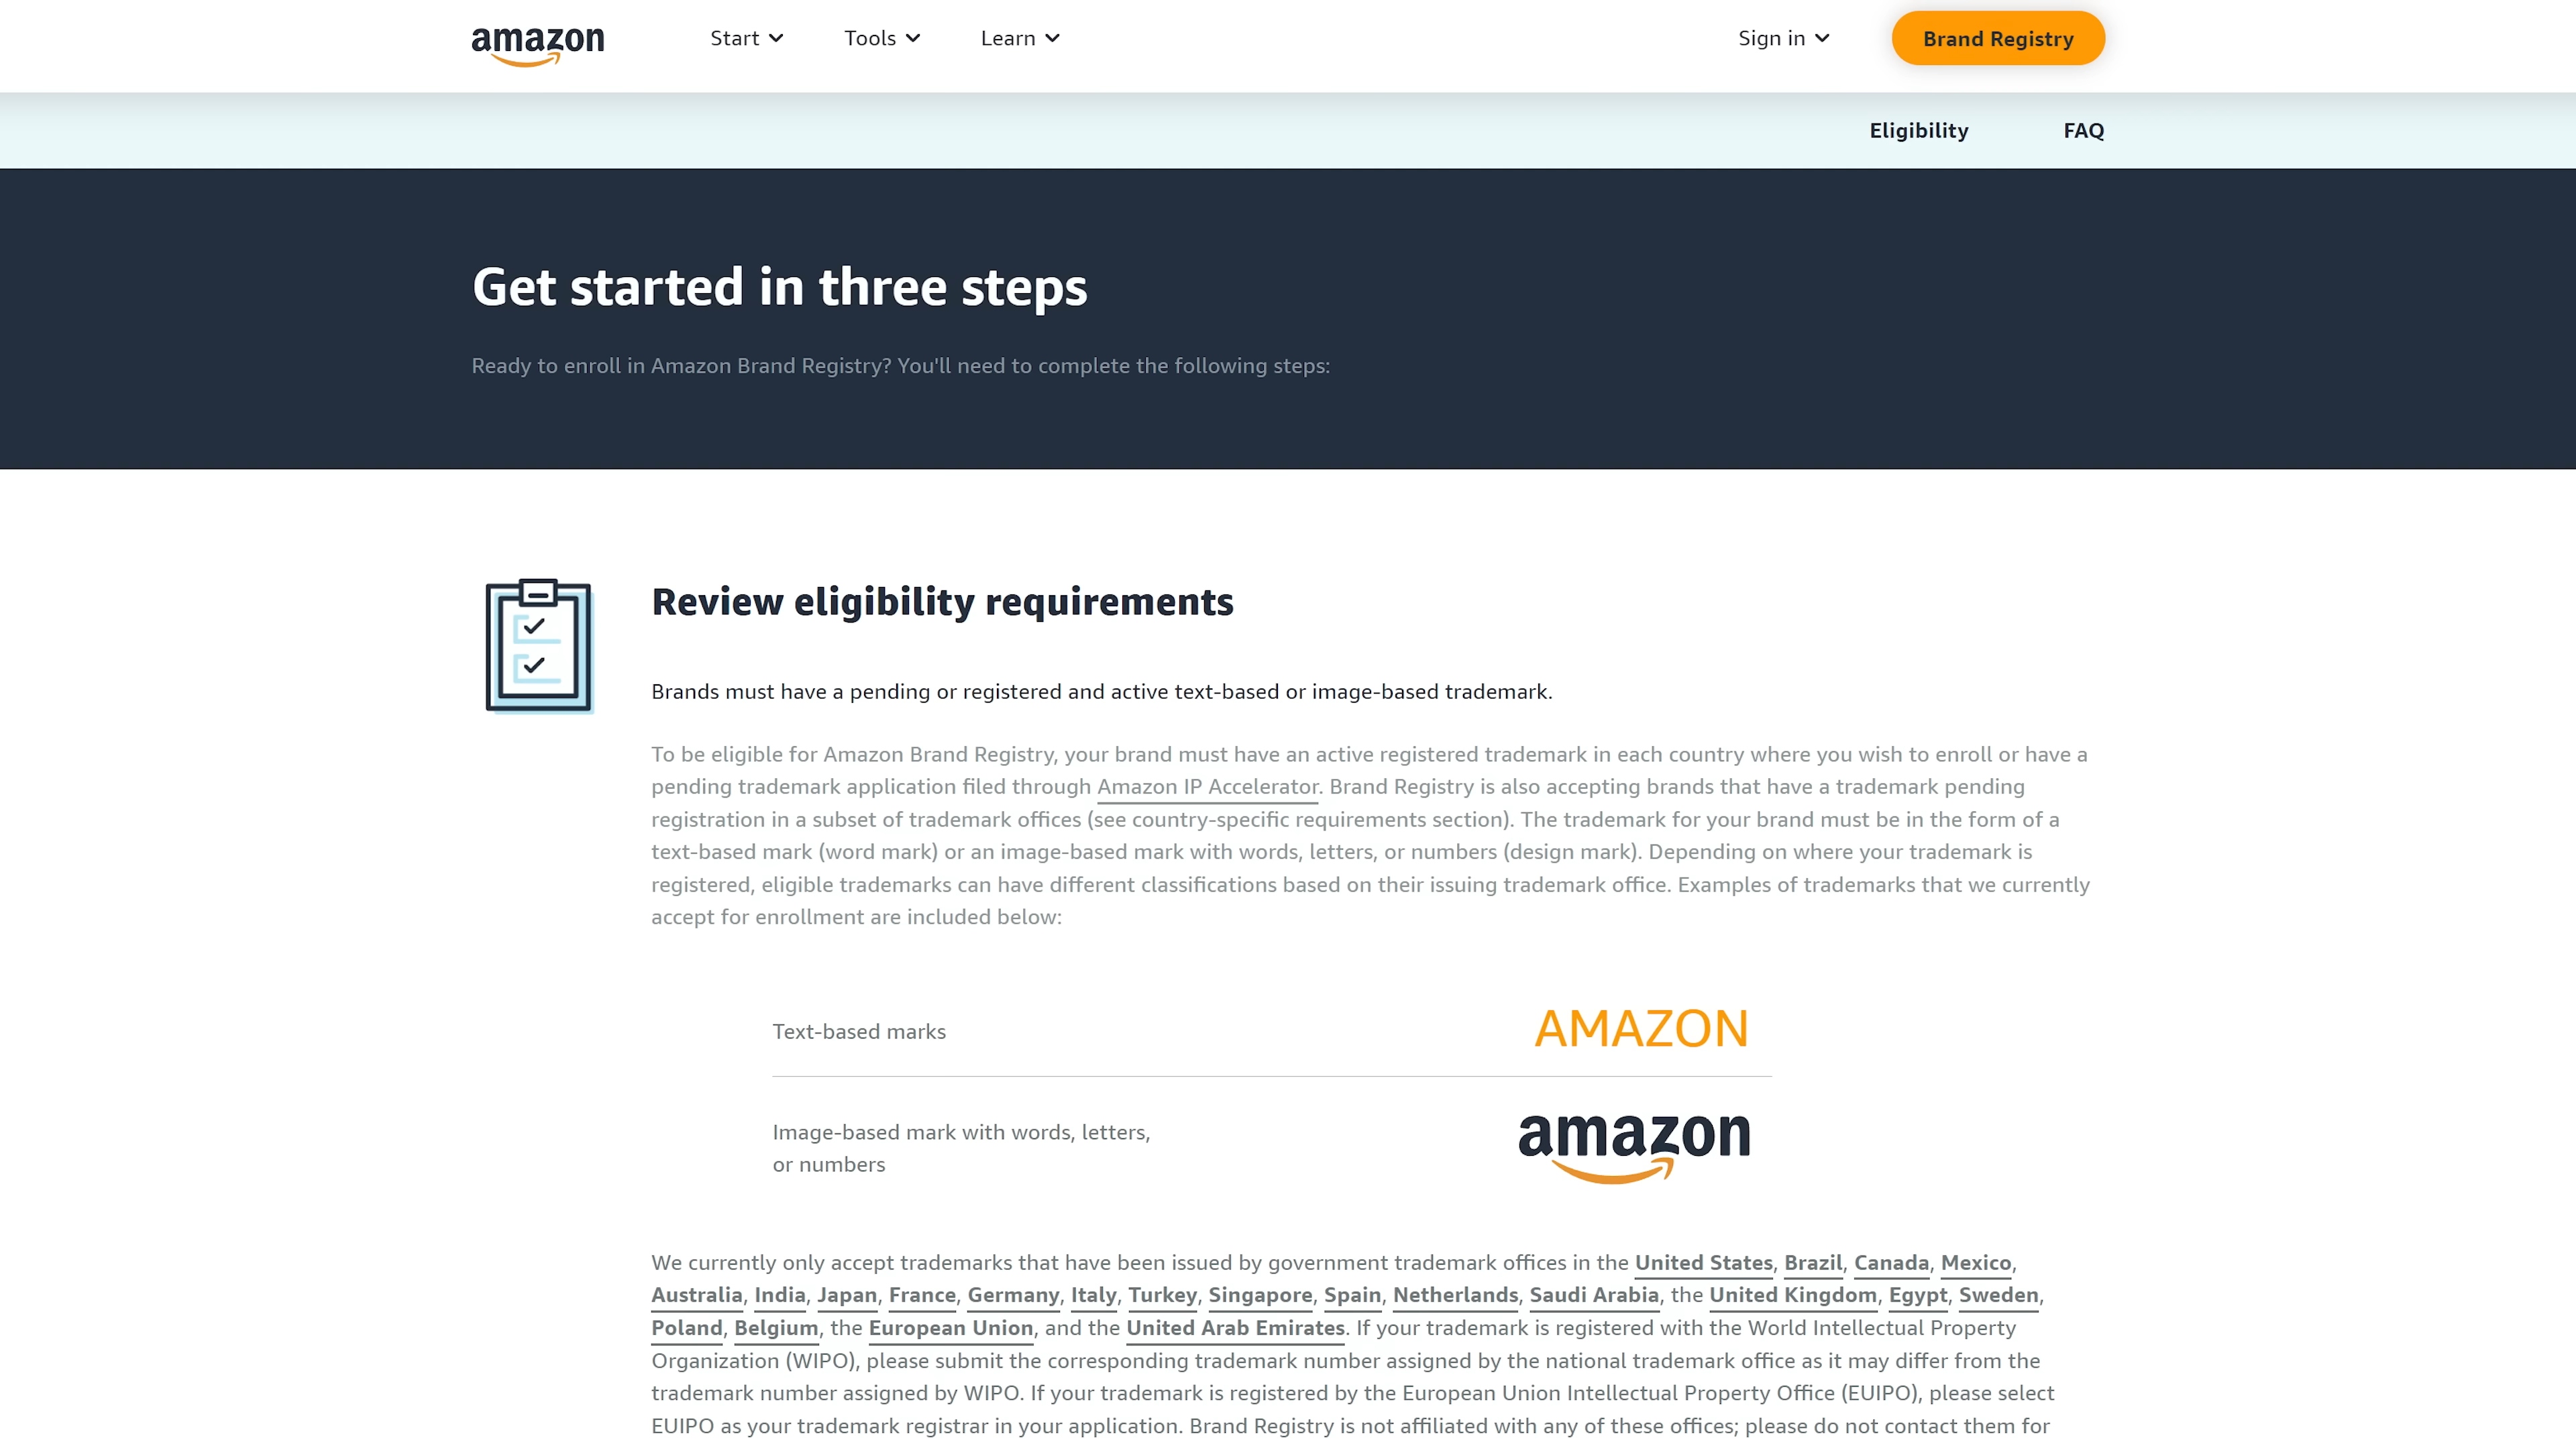 amazon
Start
Tools
Learn
Sign in
Brand Registry
Eligibility
FAQ
Get started in three steps
Ready to enroll in Amazon Brand Registry? You'll need to complete the following steps:
Review eligibility requirements
Brands must have a pending or registered and active text-based or image-based trademark.
To be eligible for Amazon Brand Registry, your brand must have an active registered trademark in each country where you wish to enroll or have a
pending trademark application filed through Amazon IP Accelerator. Brand Registry is also accepting brands that have a trademark pending
registration in a subset of trademark offices (see country-specific requirements section). The trademark for your brand must be in the form of a
text-based mark (word mark) or an image-based mark with words, letters, or numbers (design mark). Depending on where your trademark is
registered, eligible trademarks can have different classifications based on their issuing trademark office. Examples of trademarks that we currently
accept for enrollment are included below:
Text-based marks
AMAZON
Image-based mark with words, letters,
or numbers
amazon
We currently only accept trademarks that have been issued by government trademark offices in the United States, Brazil, Canada, Mexico,
Australia, India, Japan, France, Germany, Italy, Turkey, Singapore, Spain, Netherlands, Saudi Arabia, the United Kingdom, Egypt, Sweden,
Poland, Belgium, the European Union, and the United Arab Emirates. If your trademark is registered with the World Intellectual Property
Organization (WIPO), please submit the corresponding trademark number assigned by the national trademark office as it may differ from the
trademark number assigned by WIPO. If your trademark is registered by the European Union Intellectual Property Office (EUIPO), please select
EUIPO as your trademark registrar in your application. Brand Registry is not affiliated with any of these offices; please do not contact them for